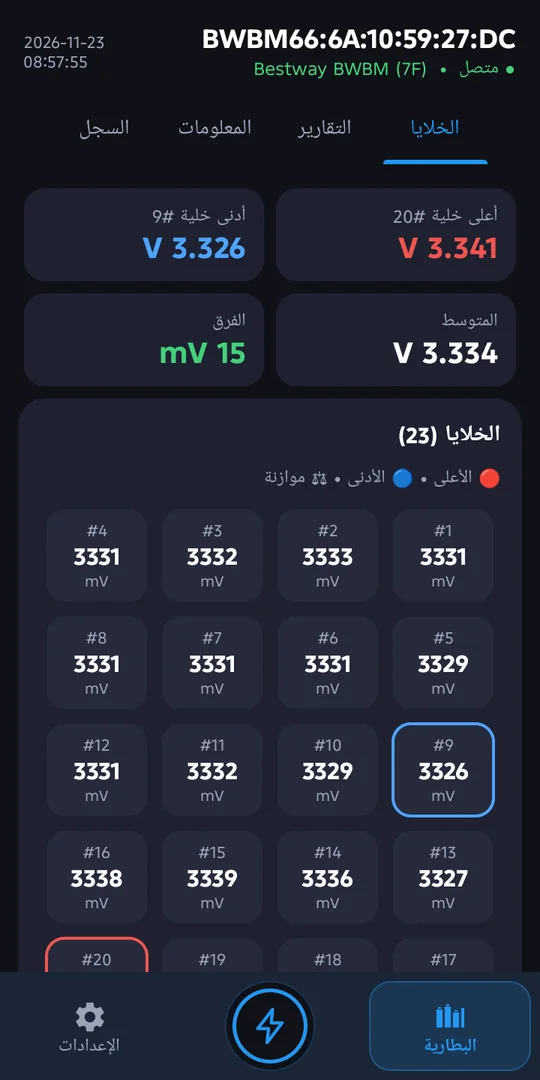 BWBM66:6A:10:59:27:DC
● متصل • Bestway BWBM (7F)
2026-11-23
08:57:55
الخلايا
التقارير
المعلومات
السجل
أعلى خلية #20
3.341 V
أدنى خلية #9
3.326 V
المتوسط
3.334 V
الفرق
15 mV
الخلايا (23)
🔴 الأعلى • 🔵 الأدنى • ⚖ موازنة
#1
3331
mV
#2
3333
mV
#3
3332
mV
#4
3331
mV
#5
3329
mV
#6
3331
mV
#7
3331
mV
#8
3331
mV
#9
3326
mV
#10
3329
mV
#11
3332
mV
#12
3331
mV
#13
3327
mV
#14
3336
mV
#15
3339
mV
#16
3338
mV
#17
#18
#19
#20
البطارية
الإعدادات